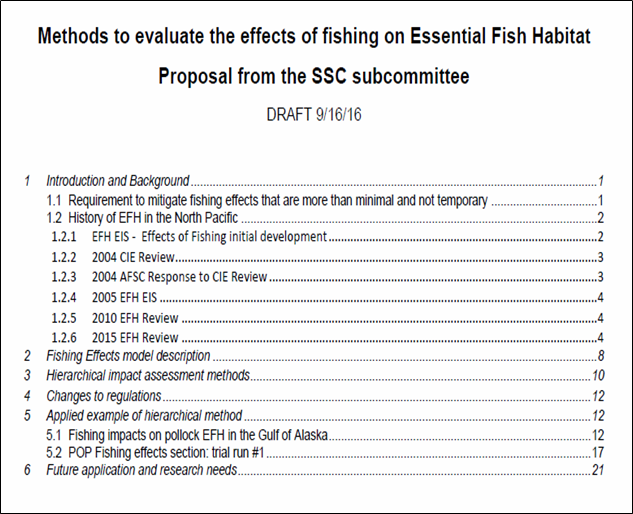 Methods to evaluate the effects of fishing on Essential Fish Habitat
Proposal from the SSC subcommittee
DRAFT 9/16/16
1 Introduction and Background 1
1.1 Requirement to mitigate fishing effects that are more than minimal and not temporary 1
1.2 History of EFH in the North Pacific 2
1.2.1 EFH EIS - Effects of Fishing initial development 2
1.2.2 2004 CIE Review 3
1.2.3 2004 AFSC Response to CIE Review 3
1.2.4 2005 EFH EIS 4
1.2.5 2010 EFH Review 4
1.2.6 2015 EFH Review 4
2 Fishing Effects model description 8
3 Hierarchical impact assessment methods 10
4 Changes to regulations 12
5 Applied example of hierarchical method 12
5.1 Fishing impacts on pollock EFH in the Gulf of Alaska 12
5.2 POP Fishing effects section: trial run #1 17
6 Future application and research needs 21